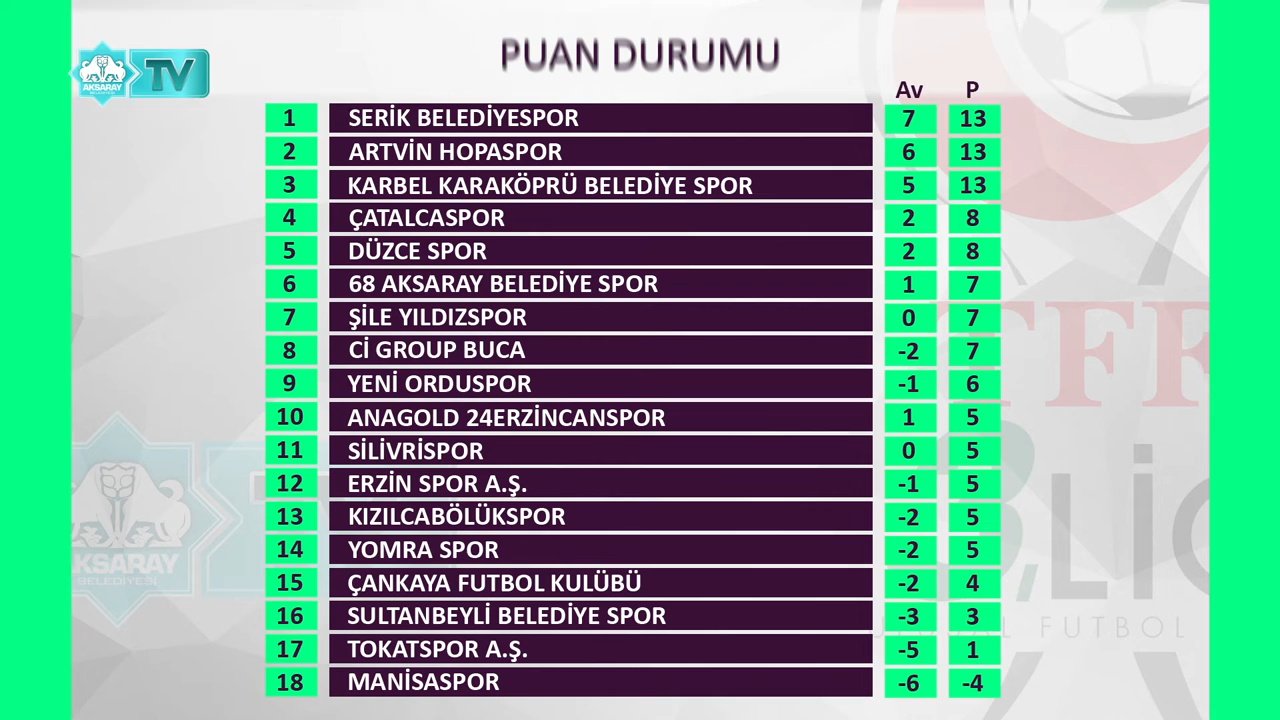 PUAN DURUMU
AKSARAY
BELEDİYESİ
TV
Av P
1 SERİK BELEDİYESPOR 7 13
2 ARTVİN HOPASPOR 6 13
3 KARBEL KARAKÖPRÜ BELEDİYE SPOR 5 13
4 ÇATALCASPOR 2 8
5 DÜZCE SPOR 2 8
6 68 AKSARAY BELEDİYE SPOR 1 7
7 ŞİLE YILDIZSPOR 0 7
8 Cİ GROUP BUCA -2 7
9 YENİ ORDUSPOR -1 6
10 ANAGOLD 24ERZİNCANSPOR 1 5
11 SİLİVRİSPOR 0 5
12 ERZİN SPOR A.Ş. -1 5
13 KIZILCABÖLÜKSPOR -2 5
14 YOMRA SPOR -2 5
15 ÇANKAYA FUTBOL KULÜBÜ -2 4
16 SULTANBEYLİ BELEDİYE SPOR -3 3
17 TOKATSPOR A.Ş. -5 1
18 MANİSASPOR -6 -4
AKSARAY
BELEDİYESİ
TFF
LİG
FUTBOL